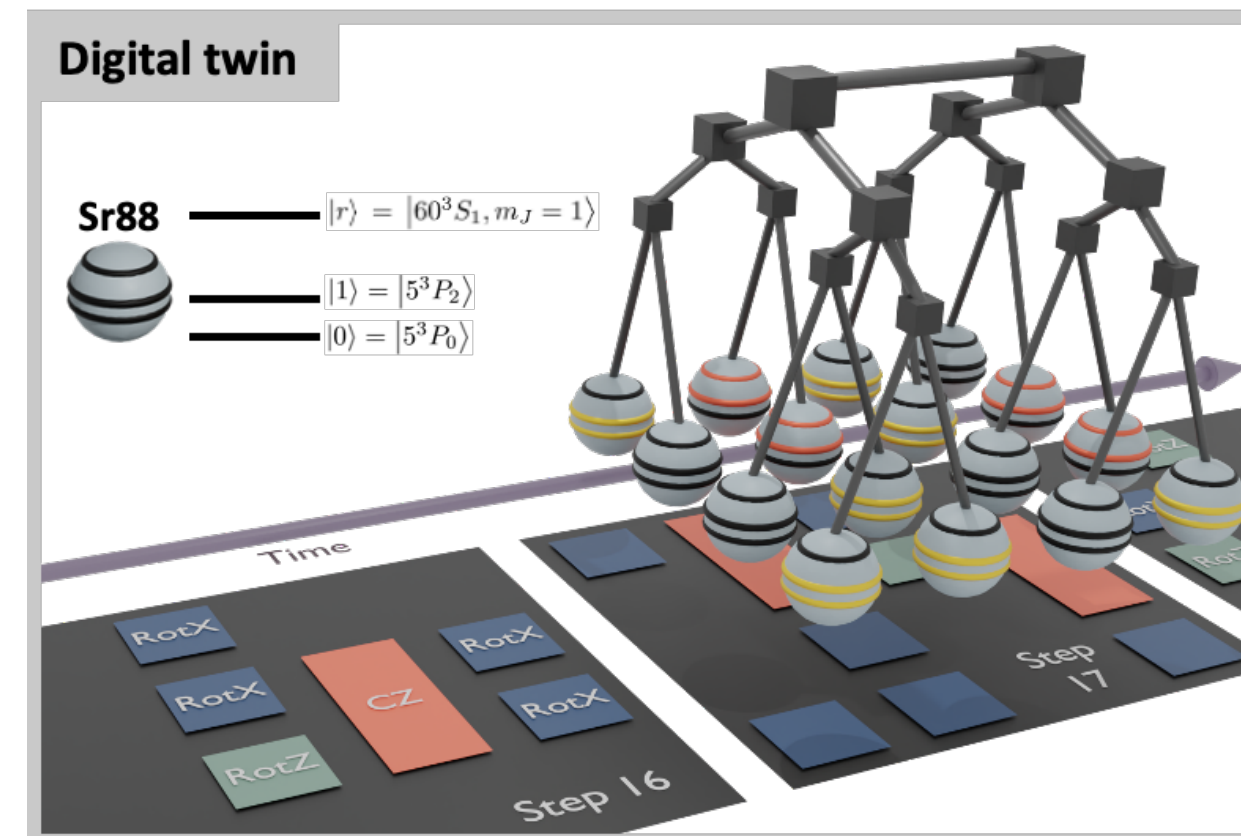 Digital twin
Sr88
|r⟩ = |60³S₁, m_J = 1⟩
|1⟩ = |5³P₂⟩
|0⟩ = |5³P₀⟩
Time
RotX
RotX
RotZ
CZ
RotX
RotX
Step 16
Step
17